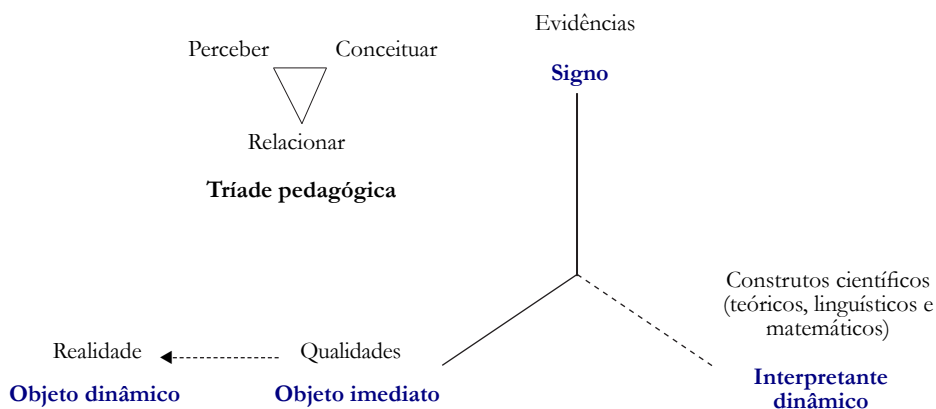 Evidências
Signo
Perceber
Conceituar
Relacionar
Tríade pedagógica
Construtos científicos
(teóricos, linguísticos e
matemáticos)
Interpretante
dinâmico
Realidade
Objeto dinâmico
Qualidades
Objeto imediato